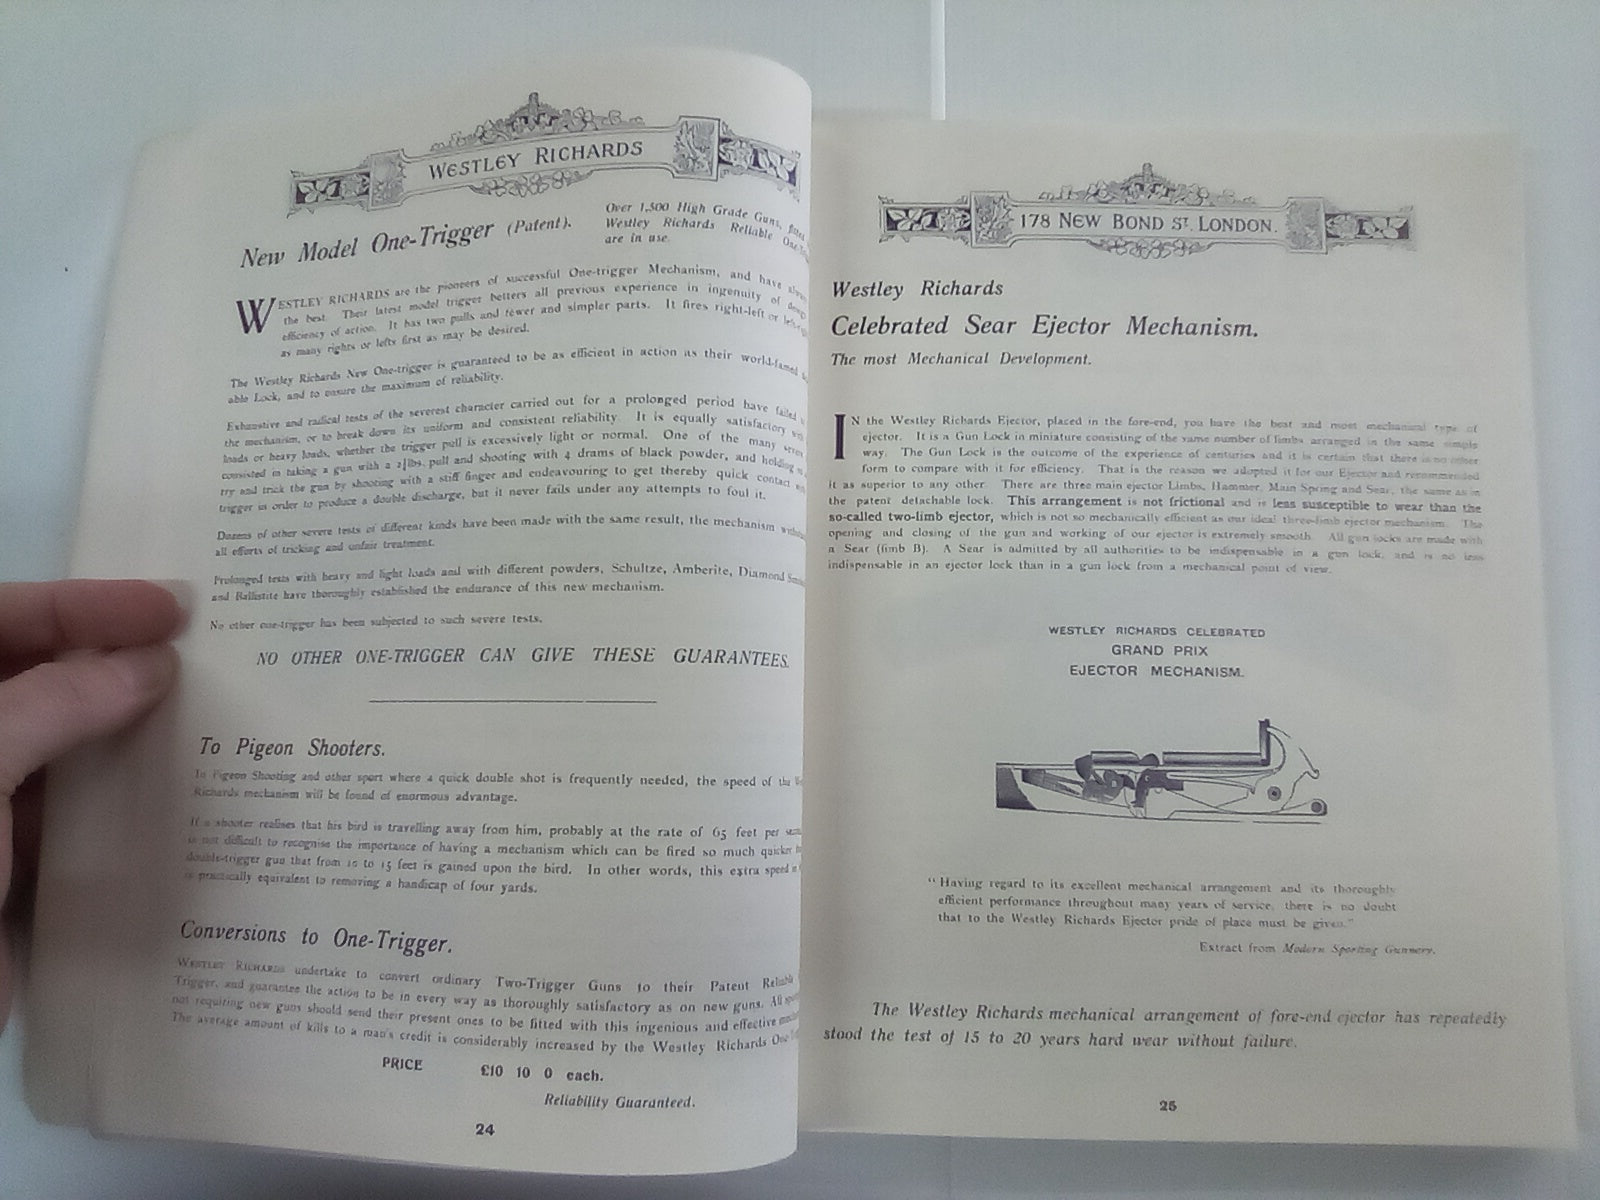 WESTLEY RICHARDS
New Model One-Trigger (Patent).
Over 1,500 High Grade Guns, fitted
Westley Richards Reliable One-
are in use.
WESTLEY RICHARDS are the pioneers of successful One-trigger Mechanism, and have
the best. Their latest model trigger betters all previous experience in ingenuity of
efficiency of action. It has two pulls and fewer and simpler parts. It fires right-left or
as many rights or lefts first as may be desired.
The Westley Richards New One-trigger is guaranteed to be as efficient in action as their world-famed
able Lock, and to ensure the maximum of reliability.
Exhaustive and radical tests of the severest character carried out for a prolonged period have failed
the mechanism, or to break down its uniform and consistent reliability. It is equally satisfactory
loads or heavy loads, whether the trigger pull is excessively light or normal. One of the many
consisted in taking a gun with a lbs. pull and shooting with 4 drams of black powder, and holding
try and trick the gun by shooting with a stiff finger and endeavouring to get thereby quick contact
trigger in order to produce a double discharge, but it never fails under any attempts to foul it.
Dozens of other severe tests of different kinds have been made with the same result, the mechanism
all efforts of tricking and unfair treatment.
Prolonged tests with heavy and light loads and with different powders, Schultze, Amberite, Diamond
and Ballistite have thoroughly established the endurance of this new mechanism.
No other one-trigger has been subjected to such severe tests.
NO OTHER ONE-TRIGGER CAN GIVE THESE GUARANTEES.
To Pigeon Shooters.
In Pigeon Shooting and other sport where a quick double shot is frequently needed, the speed of the
Richards mechanism will be found of enormous advantage.
If a shooter realises that his bird is travelling away from him, probably at the rate of 65 feet per
is not difficult to recognise the importance of having a mechanism which can be fired so much quicker
double-trigger gun that from 10 to 15 feet is gained upon the bird. In other words, this extra speed
is practically equivalent to removing a handicap of four yards.
Conversions to One-Trigger.
WESTLEY RICHARDS undertake to convert ordinary Two-Trigger Guns to their Patent
Trigger, and guarantee the action to be in every way as thoroughly satisfactory as on new guns. All
not requiring new guns should send their present ones to be fitted with this ingenious and effective
The average amount of kills to a man's credit is considerably increased by the Westley Richards
PRICE £10 10 0 each.
Reliability Guaranteed.
24
178 NEW BOND ST. LONDON.
Westley Richards
Celebrated Sear Ejector Mechanism.
The most Mechanical Development.
IN the Westley Richards Ejector, placed in the fore-end, you have the best and most mechanical type of
ejector. It is a Gun Lock in miniature consisting of the same number of limbs arranged in the same simple
way. The Gun Lock is the outcome of the experience of centuries and it is certain that there is no other
form to compare with it for efficiency. That is the reason we adopted it for our Ejector and recommended
it as superior to any other. There are three main ejector Limbs, Hammer, Main Spring and Sear, the same as in
the patent detachable lock. This arrangement is not frictional and is less susceptible to wear than the
so-called two-limb ejector, which is not so mechanically efficient as our ideal three-limb ejector mechanism. The
opening and closing of the gun and working of our ejector is extremely smooth. All gun locks are made with
a Sear (limb B). A Sear is admitted by all authorities to be indispensable in a gun lock, and is no less
indispensable in an ejector lock than in a gun lock from a mechanical point of view.
WESTLEY RICHARDS CELEBRATED
GRAND PRIX
EJECTOR MECHANISM.
"Having regard to its excellent mechanical arrangement and its thoroughly
efficient performance throughout many years of service, there is no doubt
that to the Westley Richards Ejector pride of place must be given."
Extract from Modern Sporting Gunnery.
The Westley Richards mechanical arrangement of fore-end ejector has repeatedly
stood the test of 15 to 20 years hard wear without failure.
25